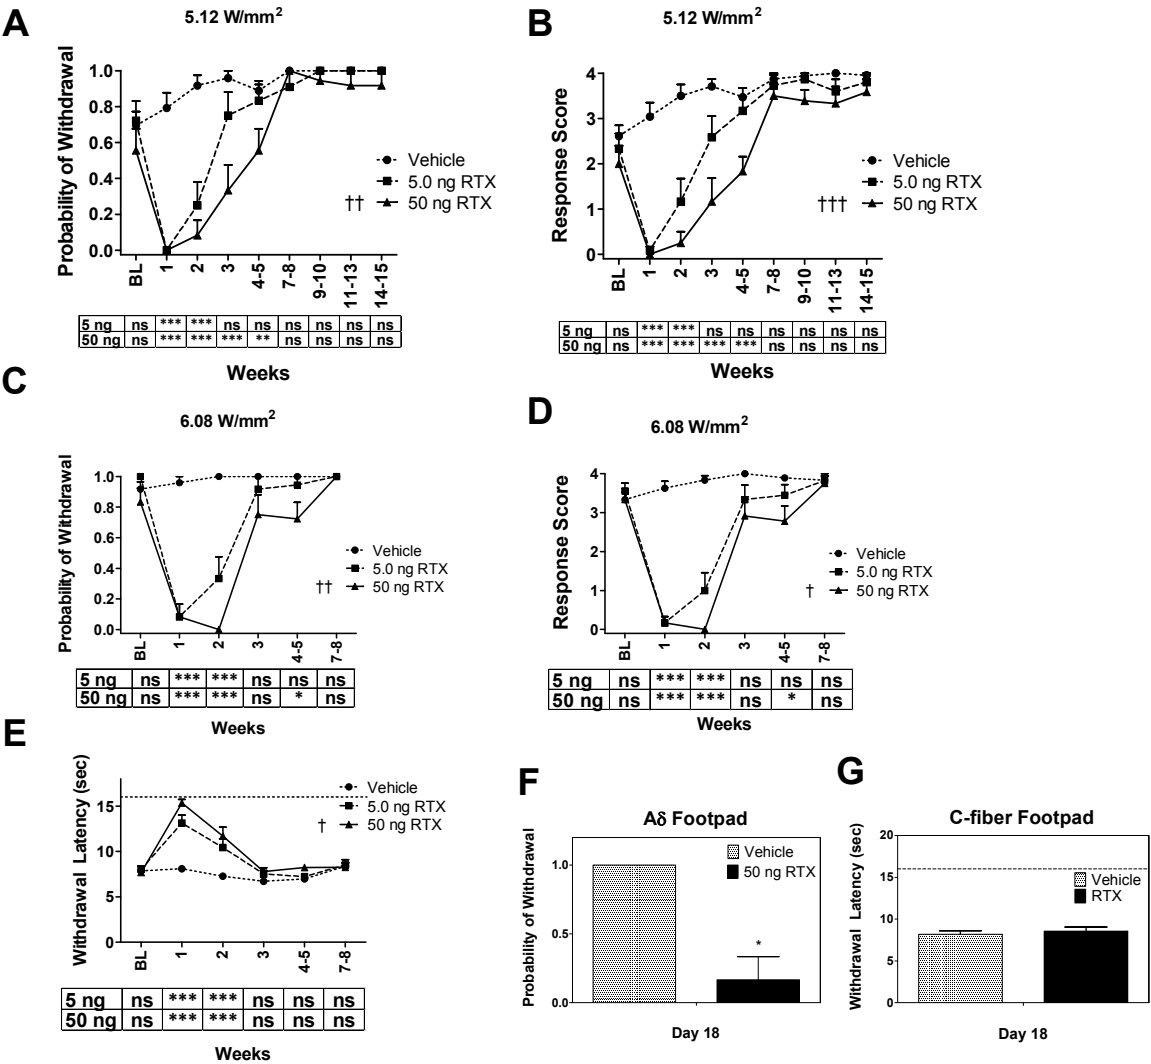 A
5.12 W/mm2
Probability of Withdrawal
1.0
0.8
0.6
0.4
0.2
0.0
Vehicle
5.0 ng RTX
†† 50 ng RTX
BL 1 2 3 4-5 7-8 9-10 11-13 14-15
5 ng ns *** *** ns ns ns ns ns ns
50 ng ns *** *** *** ** ns ns ns ns
Weeks
B
5.12 W/mm2
Response Score
4
3
2
1
0
Vehicle
5.0 ng RTX
††† 50 ng RTX
BL 1 2 3 4-5 7-8 9-10 11-13 14-15
5 ng ns *** *** ns ns ns ns ns ns
50 ng ns *** *** *** *** ns ns ns ns
Weeks
C
6.08 W/mm2
Probability of Withdrawal
1.0
0.8
0.6
0.4
0.2
0.0
Vehicle
5.0 ng RTX
†† 50 ng RTX
BL 1 2 3 4-5 7-8
5 ng ns *** *** ns ns ns
50 ng ns *** *** ns * ns
Weeks
D
6.08 W/mm2
Response Score
4
3
2
1
0
Vehicle
5.0 ng RTX
† 50 ng RTX
BL 1 2 3 4-5 7-8
5 ng ns *** *** ns ns ns
50 ng ns *** *** ns * ns
Weeks
E
Withdrawal Latency (sec)
15
10
5
0
Vehicle
5.0 ng RTX
† 50 ng RTX
BL 1 2 3 4-5 7-8
5 ng ns *** *** ns ns ns
50 ng ns *** *** ns ns ns
Weeks
F
Aδ Footpad
Probability of Withdrawal
1.0
0.5
0.0
Vehicle
50 ng RTX
*
Day 18
G
C-fiber Footpad
Withdrawal Latency (sec)
20
15
10
5
0
Vehicle
RTX
Day 18